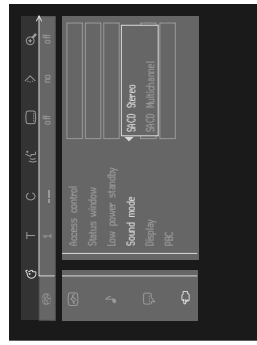 T C
1 --- off no off
Access control
Status window
Low power standby
Sound mode
Display
PBC
SACD Stereo
SACD Multichannel